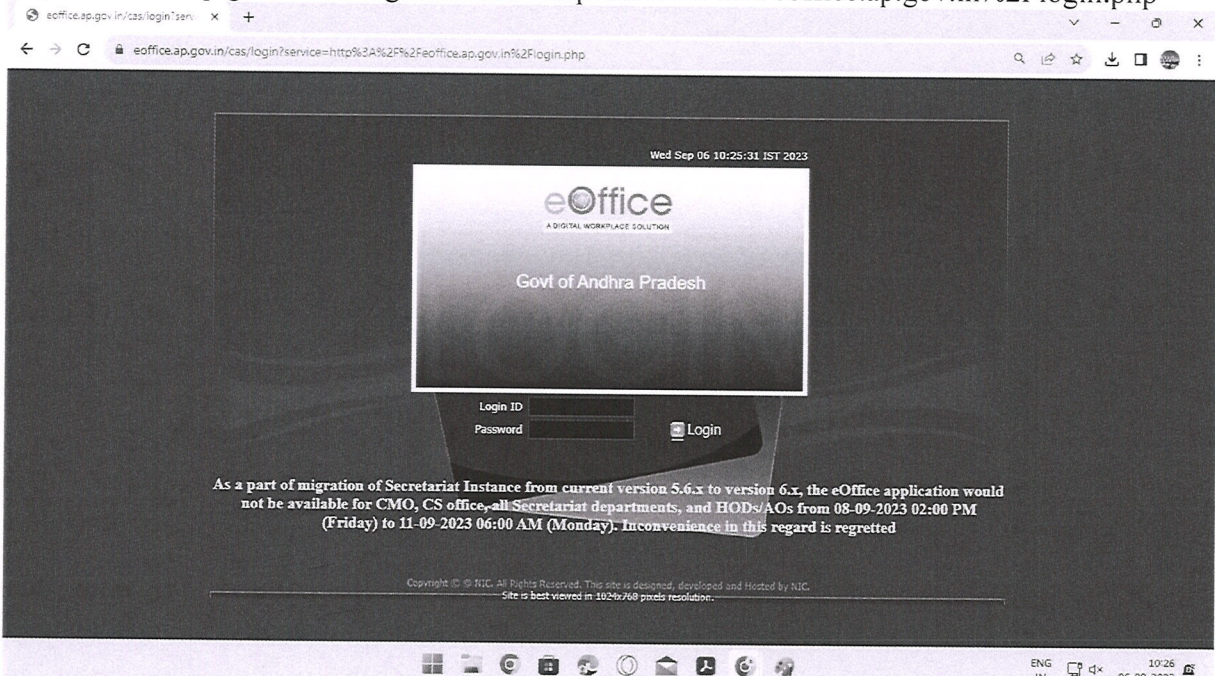 eoffice.ap.gov.in/cas/login?serv
eoffice.ap.gov.in/cas/login?service=http%3A%2F%2Feoffice.ap.gov.in%2Flogin.php
Wed Sep 06 10:25:31 IST 2023
eOffice
A DIGITAL WORKPLACE SOLUTION
Govt of Andhra Pradesh
Login ID
Password
Login
As a part of migration of Secretariat Instance from current version 5.6.x to version 6.x, the eOffice application would
not be available for CMO, CS office, all Secretariat departments, and HODs/AOs from 08-09-2023 02:00 PM
(Friday) to 11-09-2023 06:00 AM (Monday). Inconvenience in this regard is regretted
Copyright © @ NIC. All Rights Reserved. This site is designed, developed and Hosted by NIC.
Site is best viewed in 1024x768 pixels resolution.
ENG
IN
10:26
06-09-2023